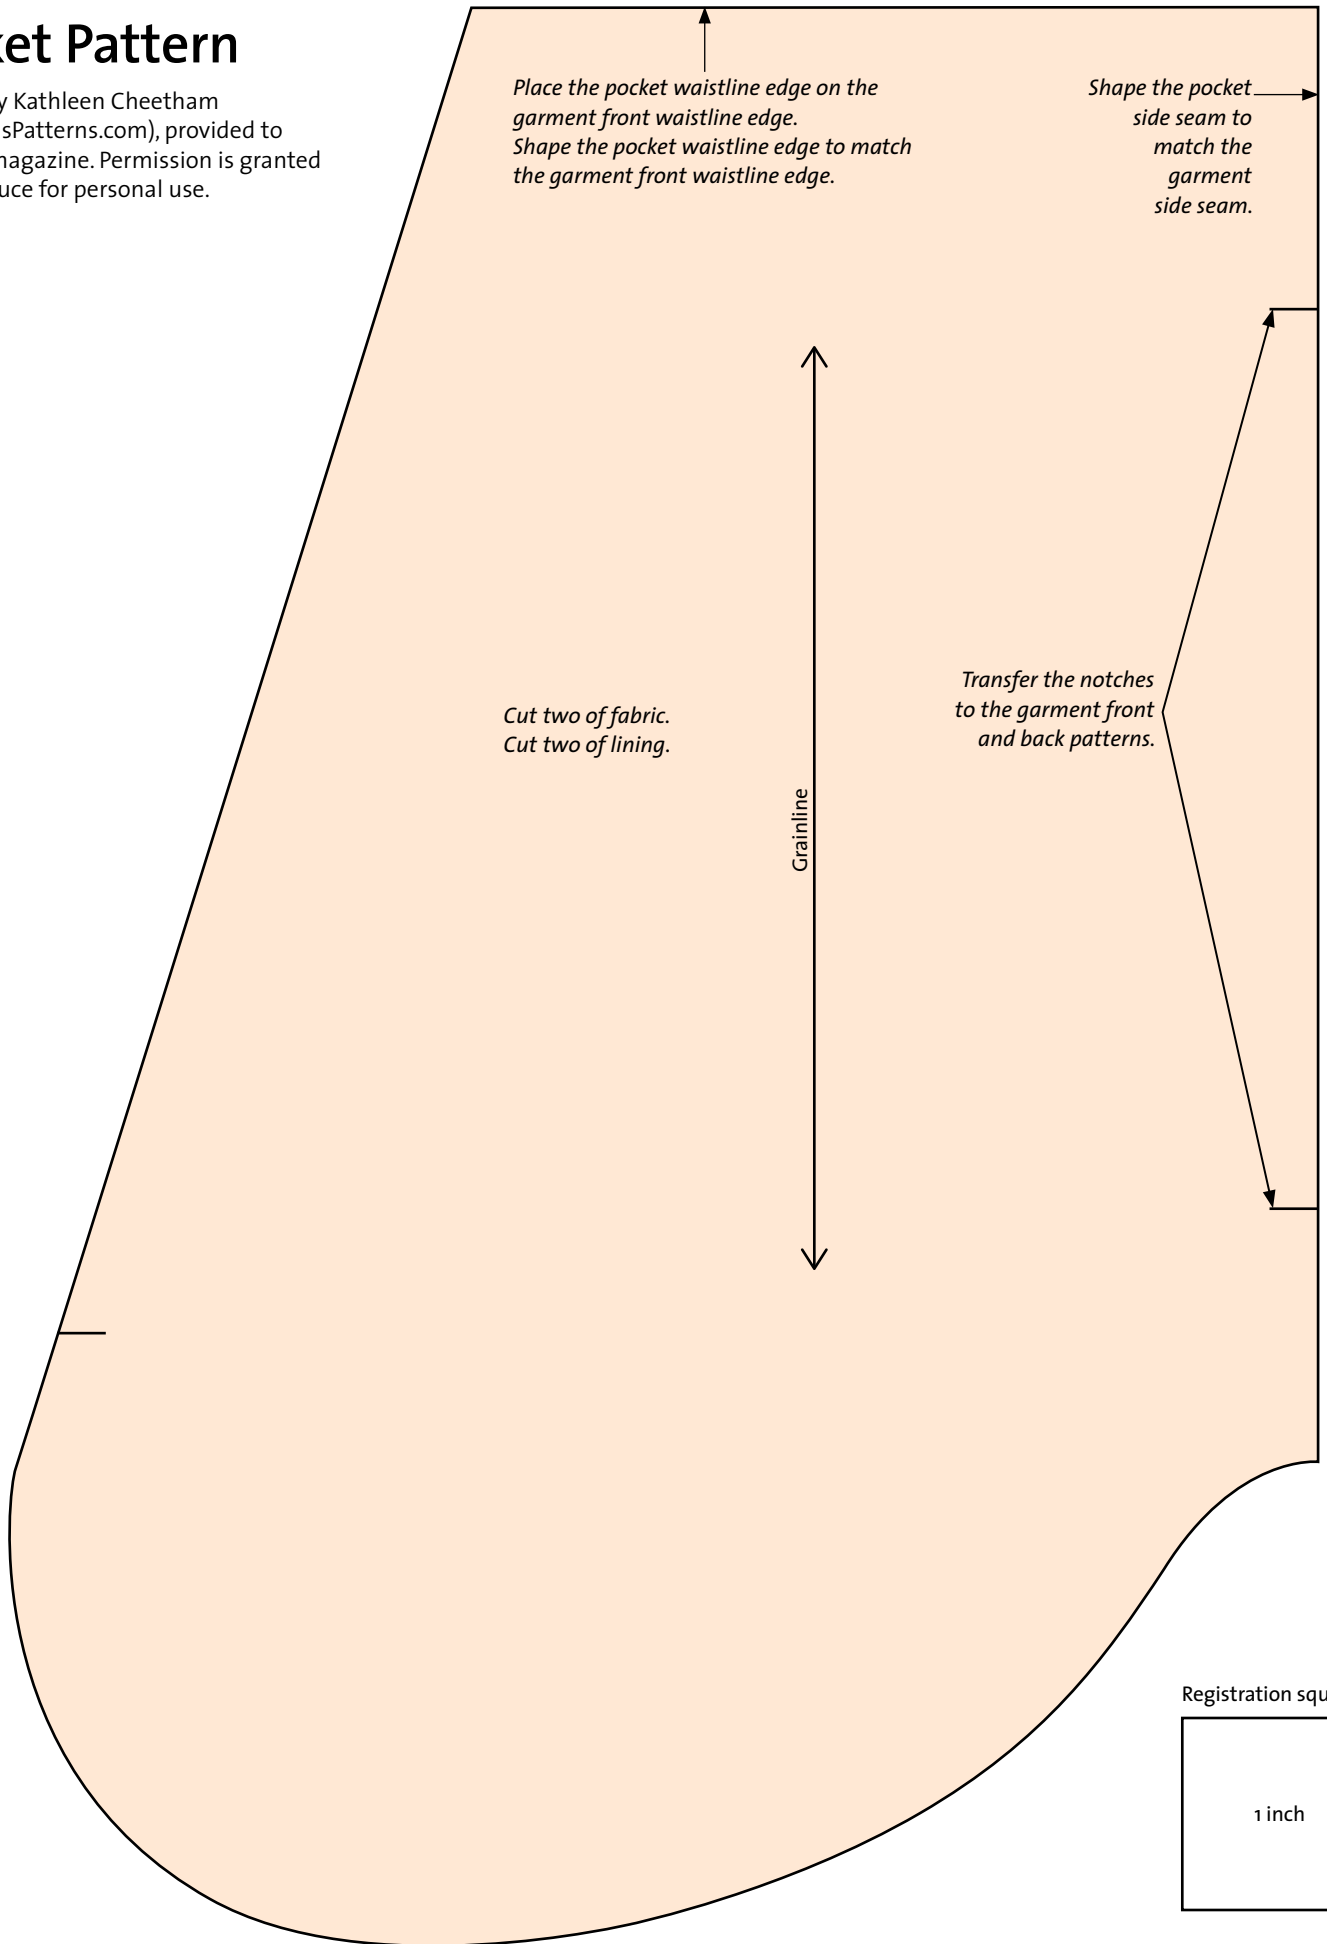 ket Pattern
y Kathleen Cheetham
sPatterns.com), provided to
magazine. Permission is granted
uce for personal use.
Place the pocket waistline edge on the
garment front waistline edge.
Shape the pocket waistline edge to match
the garment front waistline edge.
Shape the pocket
side seam to
match the
garment
side seam.
Cut two of fabric.
Cut two of lining.
Grainline
Transfer the notches
to the garment front
and back patterns.
Registration squ
1 inch